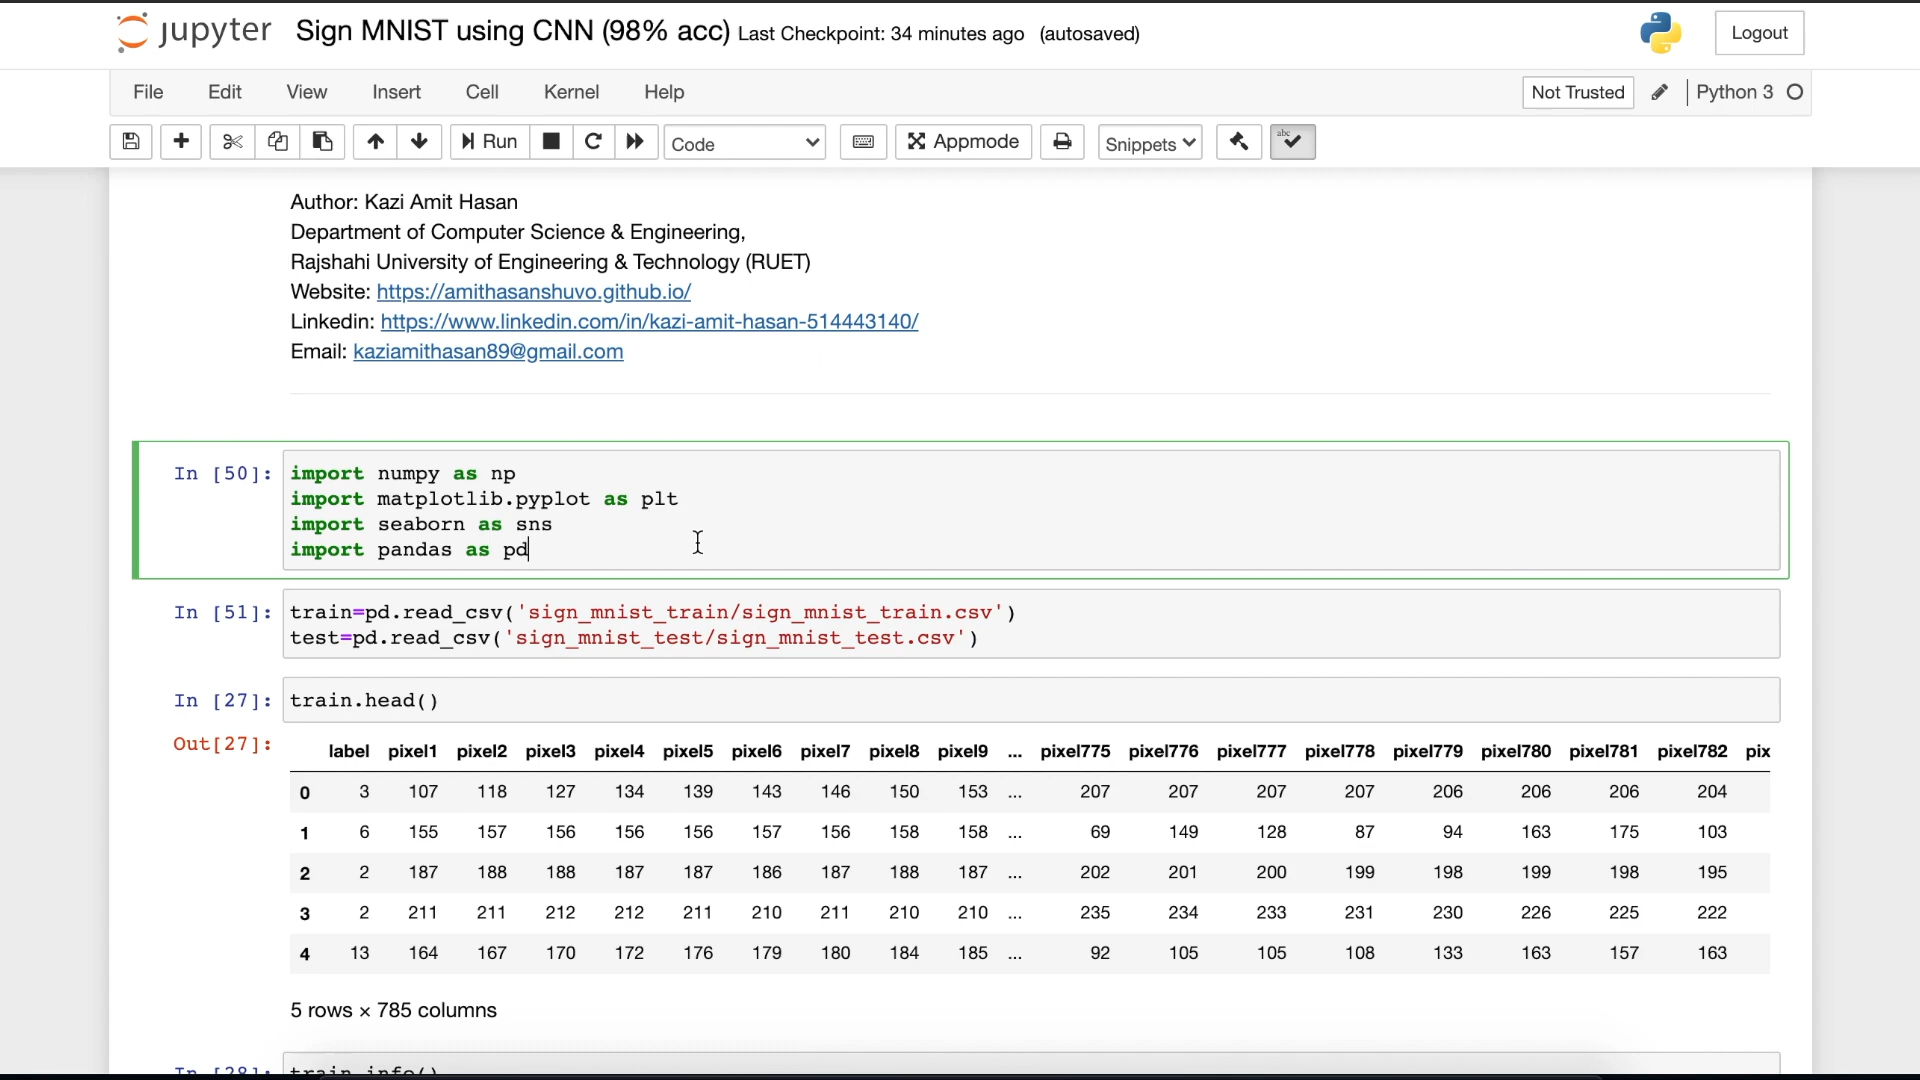 jupyter Sign MNIST using CNN (98% acc) Last Checkpoint: 34 minutes ago (autosaved) Logout
File Edit View Insert Cell Kernel Help Not Trusted Python 3
Run Code Appmode Snippets abc
Author: Kazi Amit Hasan
Department of Computer Science & Engineering,
Rajshahi University of Engineering & Technology (RUET)
Website: https://amithasanshuvo.github.io/
Linkedin: https://www.linkedin.com/in/kazi-amit-hasan-514443140/
Email: kaziamithasan89@gmail.com
In [50]: import numpy as np
import matplotlib.pyplot as plt
import seaborn as sns
import pandas as pd
In [51]: train=pd.read_csv('sign_mnist_train/sign_mnist_train.csv')
test=pd.read_csv('sign_mnist_test/sign_mnist_test.csv')
In [27]: train.head()
Out[27]:
label pixel1 pixel2 pixel3 pixel4 pixel5 pixel6 pixel7 pixel8 pixel9 ... pixel775 pixel776 pixel777 pixel778 pixel779 pixel780 pixel781 pixel782 pix
0 3 107 118 127 134 139 143 146 150 153 ... 207 207 207 207 206 206 206 204
1 6 155 157 156 156 156 157 156 158 158 ... 69 149 128 87 94 163 175 103
2 2 187 188 188 187 187 186 187 188 187 ... 202 201 200 199 198 199 198 195
3 2 211 211 212 212 211 210 211 210 210 ... 235 234 233 231 230 226 225 222
4 13 164 167 170 172 176 179 180 184 185 ... 92 105 105 108 133 163 157 163
5 rows × 785 columns
In [28]: train.info()